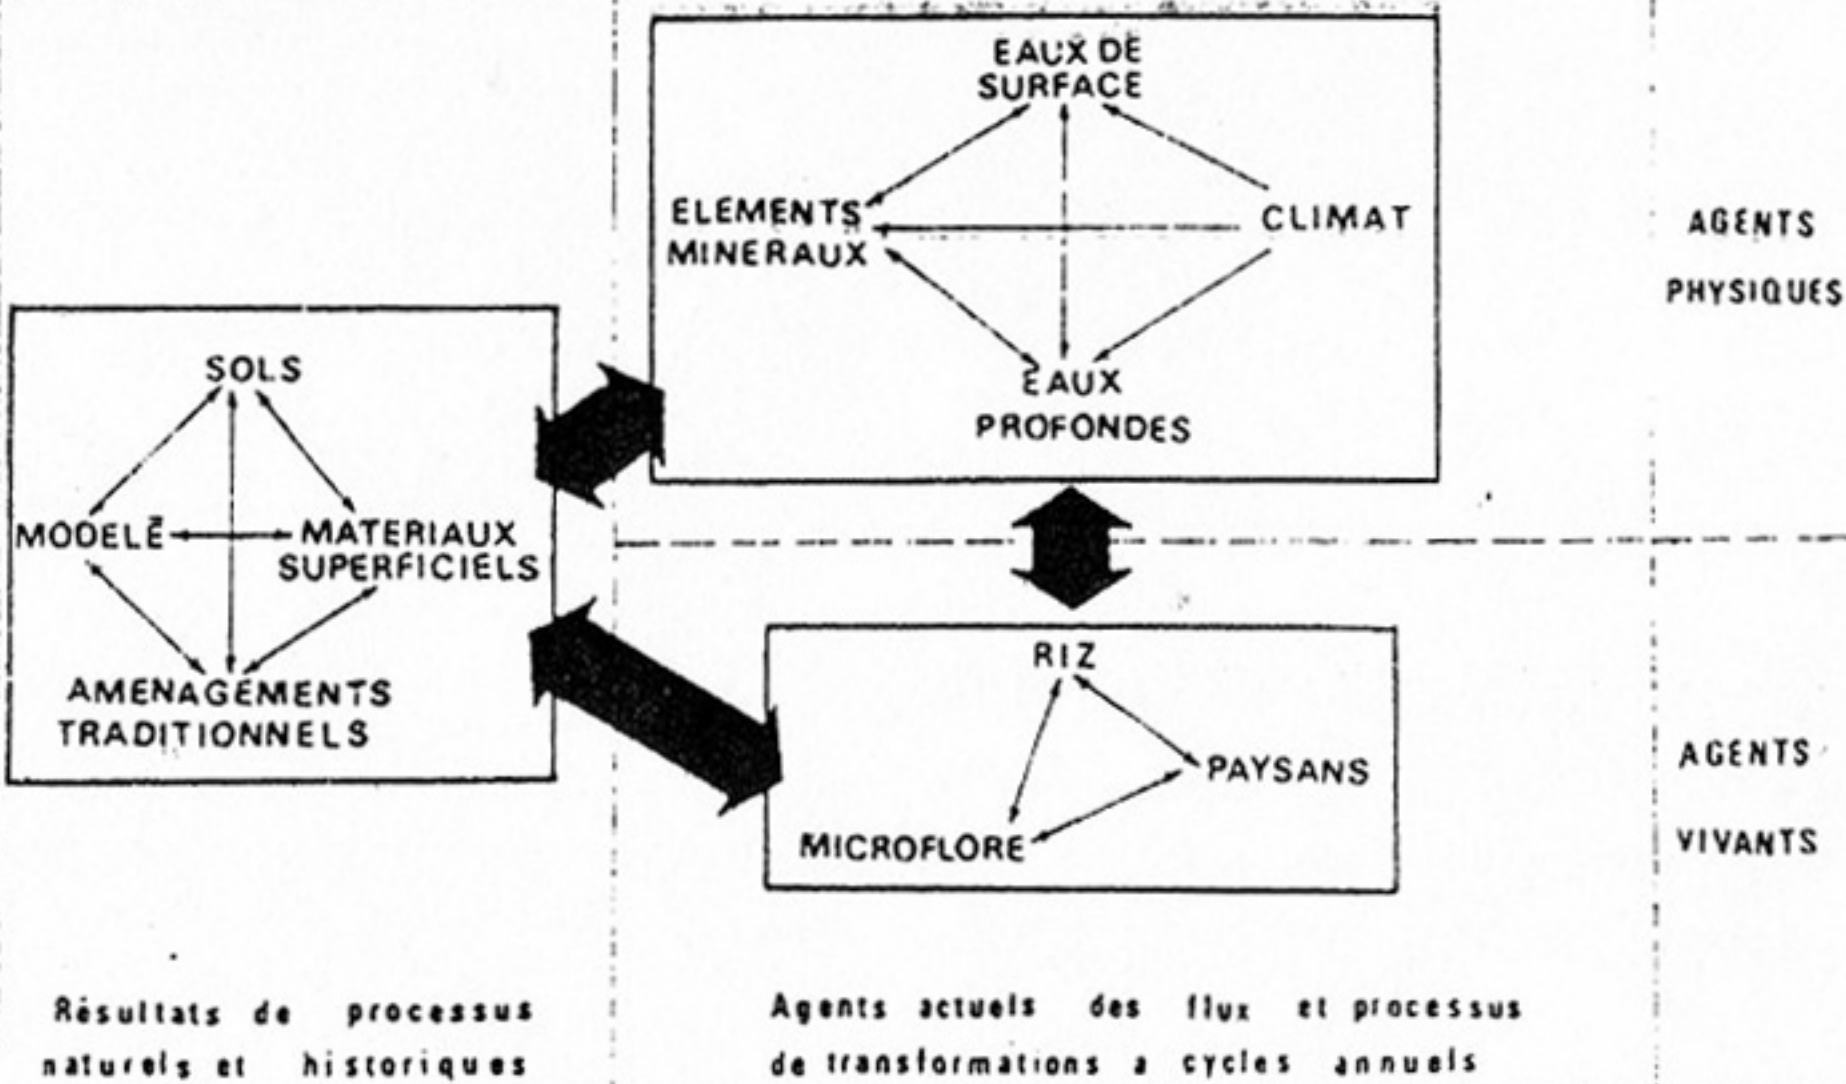 EAUX DE
SURFACE
ELEMENTS
MINERAUX
CLIMAT
EAUX
PROFONDES
AGENTS
PHYSIQUES
SOLS
MODELÉ
MATERIAUX
SUPERFICIELS
AMENAGEMENTS
TRADITIONNELS
RIZ
PAYSANS
MICROFLORE
AGENTS
VIVANTS
Résultats de processus
naturels et historiques
Agents actuels des flux et processus
de transformations a cycles annuels